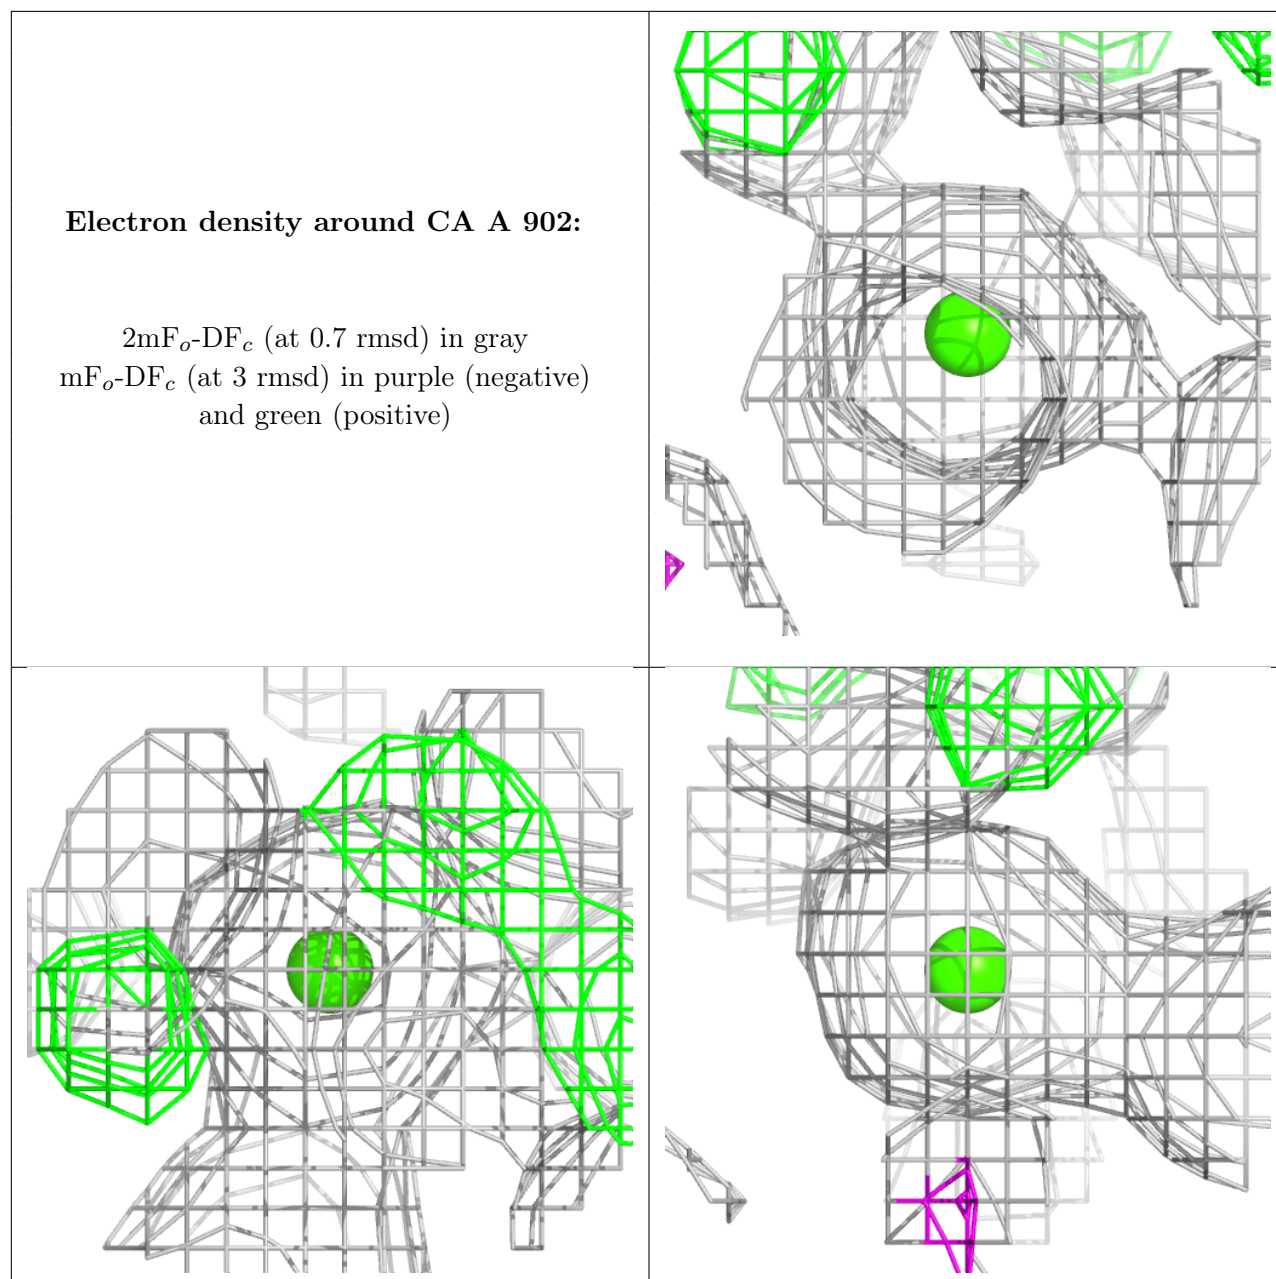 Electron density around CA A 902:
2mFo-DFc (at 0.7 rmsd) in gray
mFo-DFc (at 3 rmsd) in purple (negative)
and green (positive)